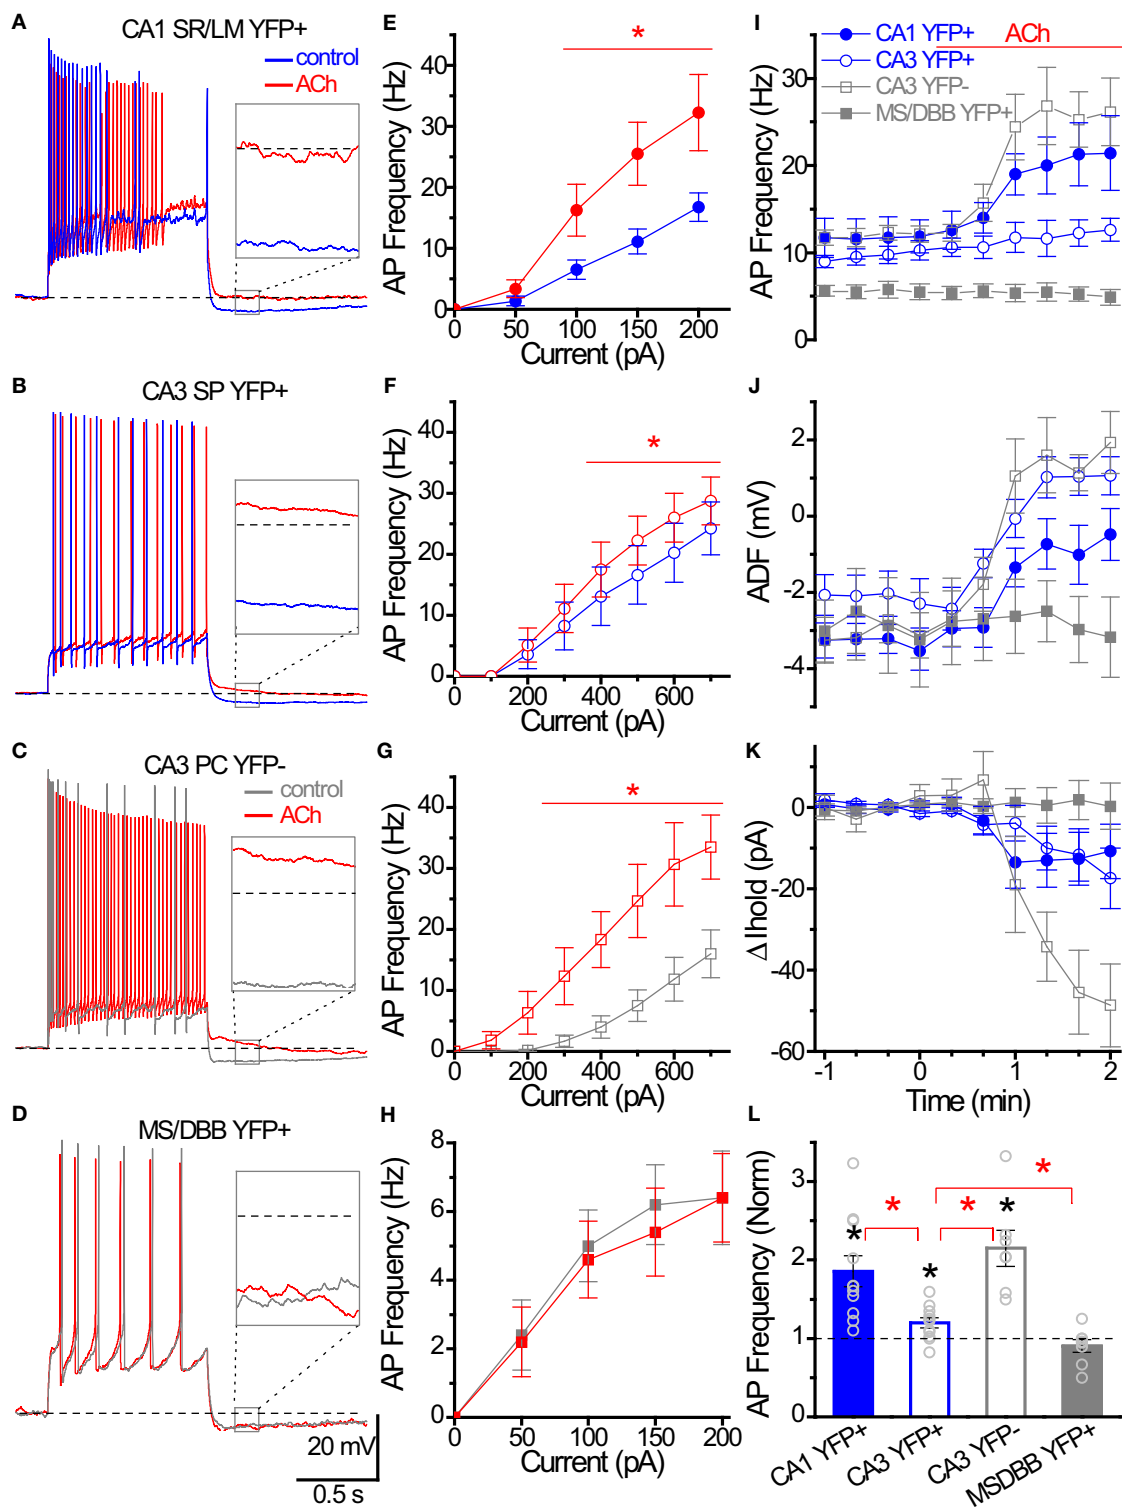 A
CA1 SR/LM YFP+
control
ACh
B
CA3 SP YFP+
C
CA3 PC YFP-
control
ACh
D
MS/DBB YFP+
20 mV
0.5 s
E
*
AP Frequency (Hz)
40
30
20
10
0
0 50 100 150 200
Current (pA)
F
*
AP Frequency (Hz)
40
30
20
10
0
0 200 400 600
Current (pA)
G
*
AP Frequency (Hz)
40
30
20
10
0
0 200 400 600
Current (pA)
H
AP Frequency (Hz)
8
6
4
2
0
0 50 100 150 200
Current (pA)
I
CA1 YFP+
CA3 YFP+
CA3 YFP-
MS/DBB YFP+
ACh
AP Frequency (Hz)
30
20
10
0
J
ADF (mV)
2
0
-2
-4
K
Δ Ihold (pA)
0
-20
-40
-60
-1 0 1 2
Time (min)
L
AP Frequency (Norm)
3
2
1
0
* * * * * *
CA1 YFP+
CA3 YFP+
CA3 YFP-
MSDBB YFP+